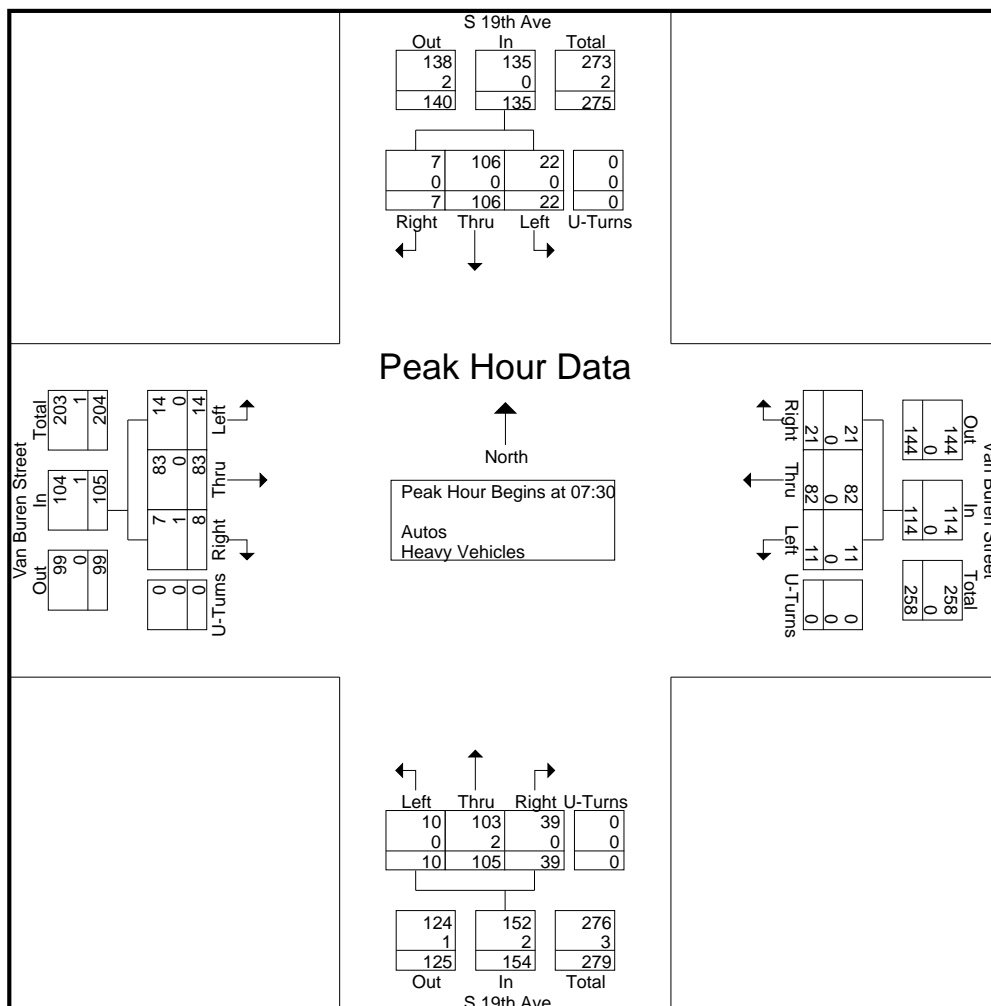 S 19th Ave
Out In Total
138 135 273
2 0 2
140 135 275
7 106 22 0
0 0 0 0
7 106 22 0
Right Thru Left U-Turns
Peak Hour Data
North
Peak Hour Begins at 07:30
Autos
Heavy Vehicles
Van Buren Street
Out In Total
99 104 203
0 1 1
99 105 204
Left Thru Right U-Turns
14 83 7 0
0 0 1 0
14 83 8 0
Right Thru Left U-Turns
21 82 11 0
0 0 0 0
21 82 11 0
Van Buren Street
Out In Total
144 114 258
0 0 0
144 114 258
Left Thru Right U-Turns
10 103 39 0
0 2 0 0
10 105 39 0
124 152 276
1 2 3
125 154 279
Out In Total
S 19th Ave